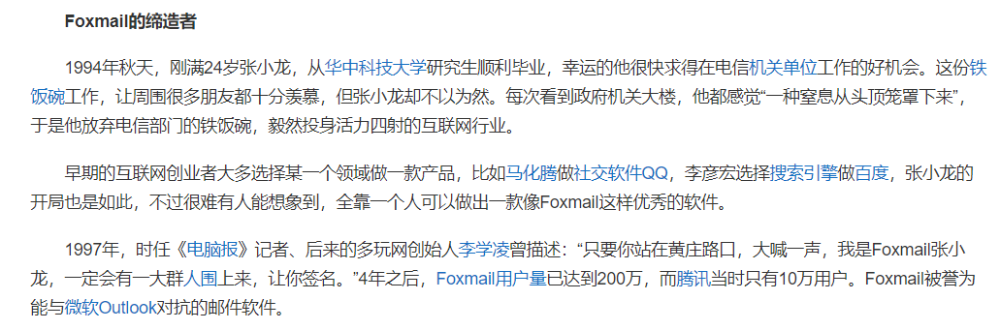 Foxmail的缔造者
1994年秋天，刚满24岁张小龙，从华中科技大学研究生顺利毕业，幸运的他很快求得在电信机关单位工作的好机会。这份铁
饭碗工作，让周围很多朋友都十分羡慕，但张小龙却不以为然。每次看到政府机关大楼，他都感觉“一种窒息从头顶笼罩下来”，
于是他放弃电信部门的铁饭碗，毅然投身活力四射的互联网行业。
早期的互联网创业者大多选择某一个领域做一款产品，比如马化腾做社交软件QQ，李彦宏选择搜索引擎做百度，张小龙的
开局也是如此，不过很难有人能想象到，全靠一个人可以做出一款像Foxmail这样优秀的软件。
1997年，时任《电脑报》记者、后来的多玩网创始人李学凌曾描述：“只要你站在黄庄路口，大喊一声，我是Foxmail张小
龙，一定会有一大群人围上来，让你签名。”4年之后，Foxmail用户量已达到200万，而腾讯当时只有10万用户。Foxmail被誉为
能与微软Outlook对抗的邮件软件。